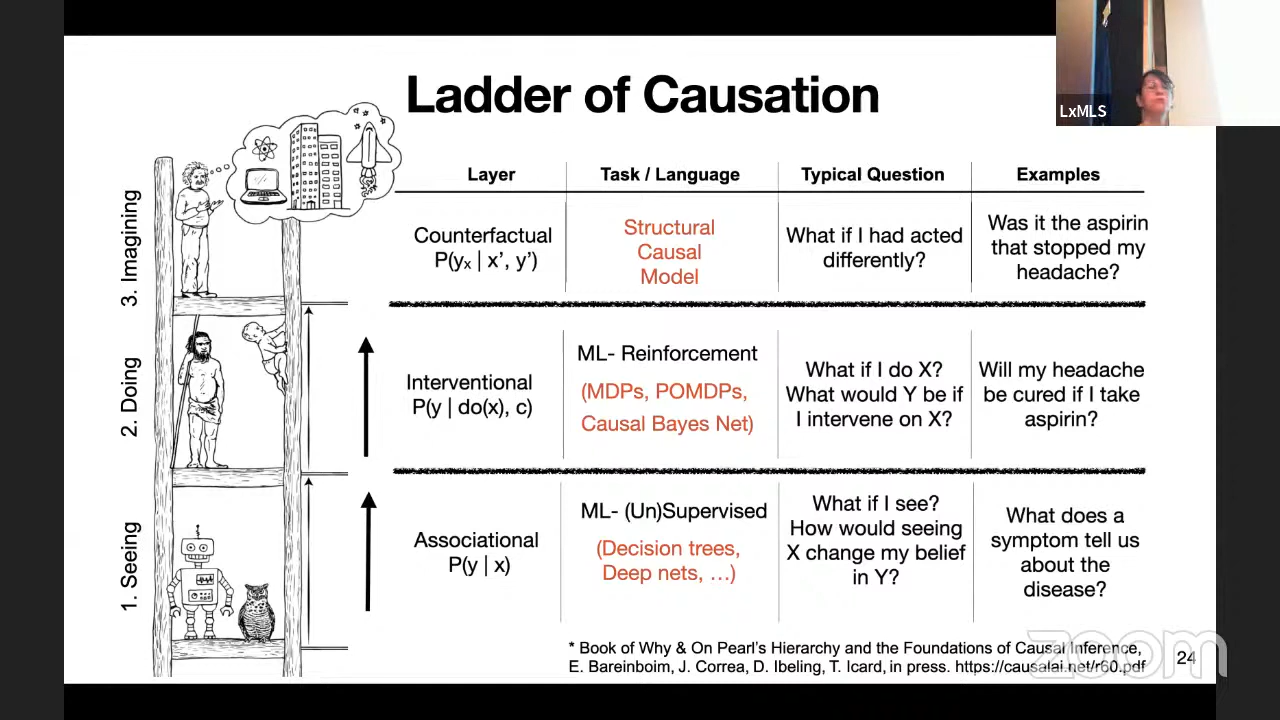 LxMLS
Ladder of Causation
Layer
Task / Language
Typical Question
Examples
3. Imagining
Counterfactual
P(yₓ | x’, y’)
Structural
Causal
Model
What if I had acted
differently?
Was it the aspirin
that stopped my
headache?
2. Doing
Interventional
P(y | do(x), c)
ML- Reinforcement
(MDPs, POMDPs,
Causal Bayes Net)
What if I do X?
What would Y be if
I intervene on X?
Will my headache
be cured if I take
aspirin?
1. Seeing
Associational
P(y | x)
ML- (Un)Supervised
(Decision trees,
Deep nets, …)
What if I see?
How would seeing
X change my belief
in Y?
What does a
symptom tell us
about the
disease?
* Book of Why & On Pearl’s Hierarchy and the Foundations of Causal Inference,
E. Bareinboim, J. Correa, D. Ibeling, T. Icard, in press. https://causalai.net/r60.pdf
24
zoom